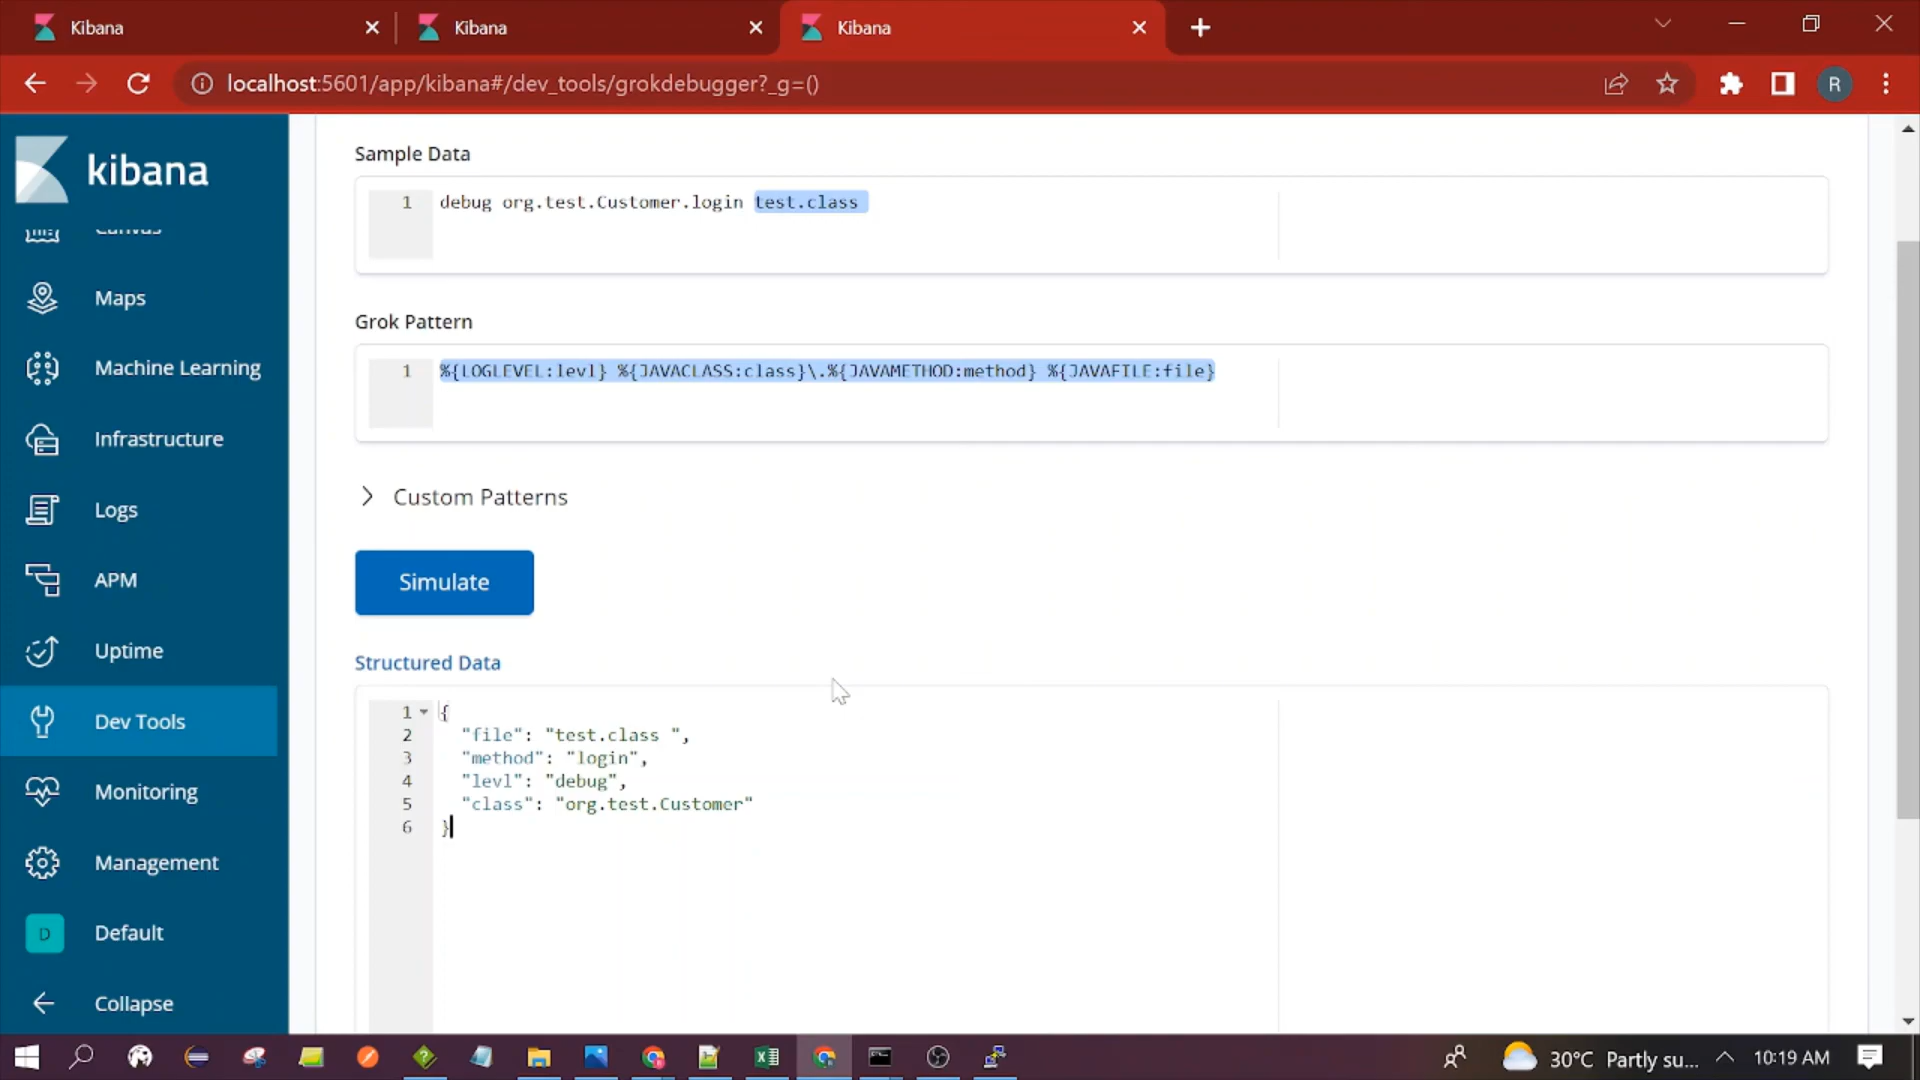 Kibana
Kibana
Kibana
localhost:5601/app/kibana#/dev_tools/grokdebugger?_g=()
R
kibana
Canvas
Maps
Machine Learning
Infrastructure
Logs
APM
Uptime
Dev Tools
Monitoring
Management
D Default
Collapse
Sample Data
1 debug org.test.Customer.login test.class
Grok Pattern
1 %{LOGLEVEL:levl} %{JAVACLASS:class}\.%{JAVAMETHOD:method} %{JAVAFILE:file}
Custom Patterns
Simulate
Structured Data
1 {
2 "file": "test.class ",
3 "method": "login",
4 "levl": "debug",
5 "class": "org.test.Customer"
6 }
30°C Partly su... 10:19 AM